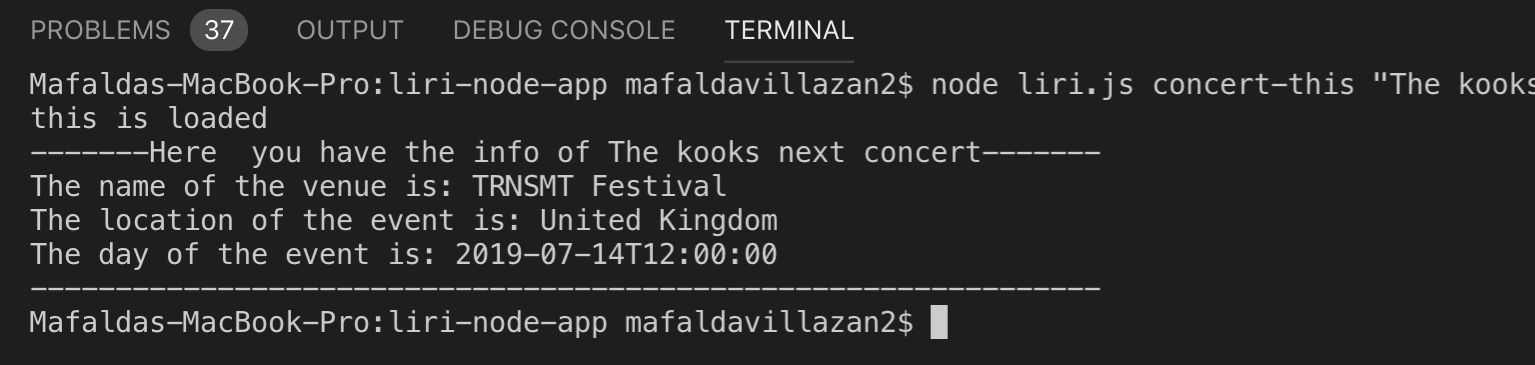 PROBLEMS 37 OUTPUT DEBUG CONSOLE TERMINAL
Mafaldas-MacBook-Pro:liri-node-app mafaldavillazan2$ node liri.js concert-this "The kooks
this is loaded
-------Here  you have the info of The kooks next concert-------
The name of the venue is: TRNSMT Festival
The location of the event is: United Kingdom
The day of the event is: 2019-07-14T12:00:00
---------------------------------------------------------------
Mafaldas-MacBook-Pro:liri-node-app mafaldavillazan2$